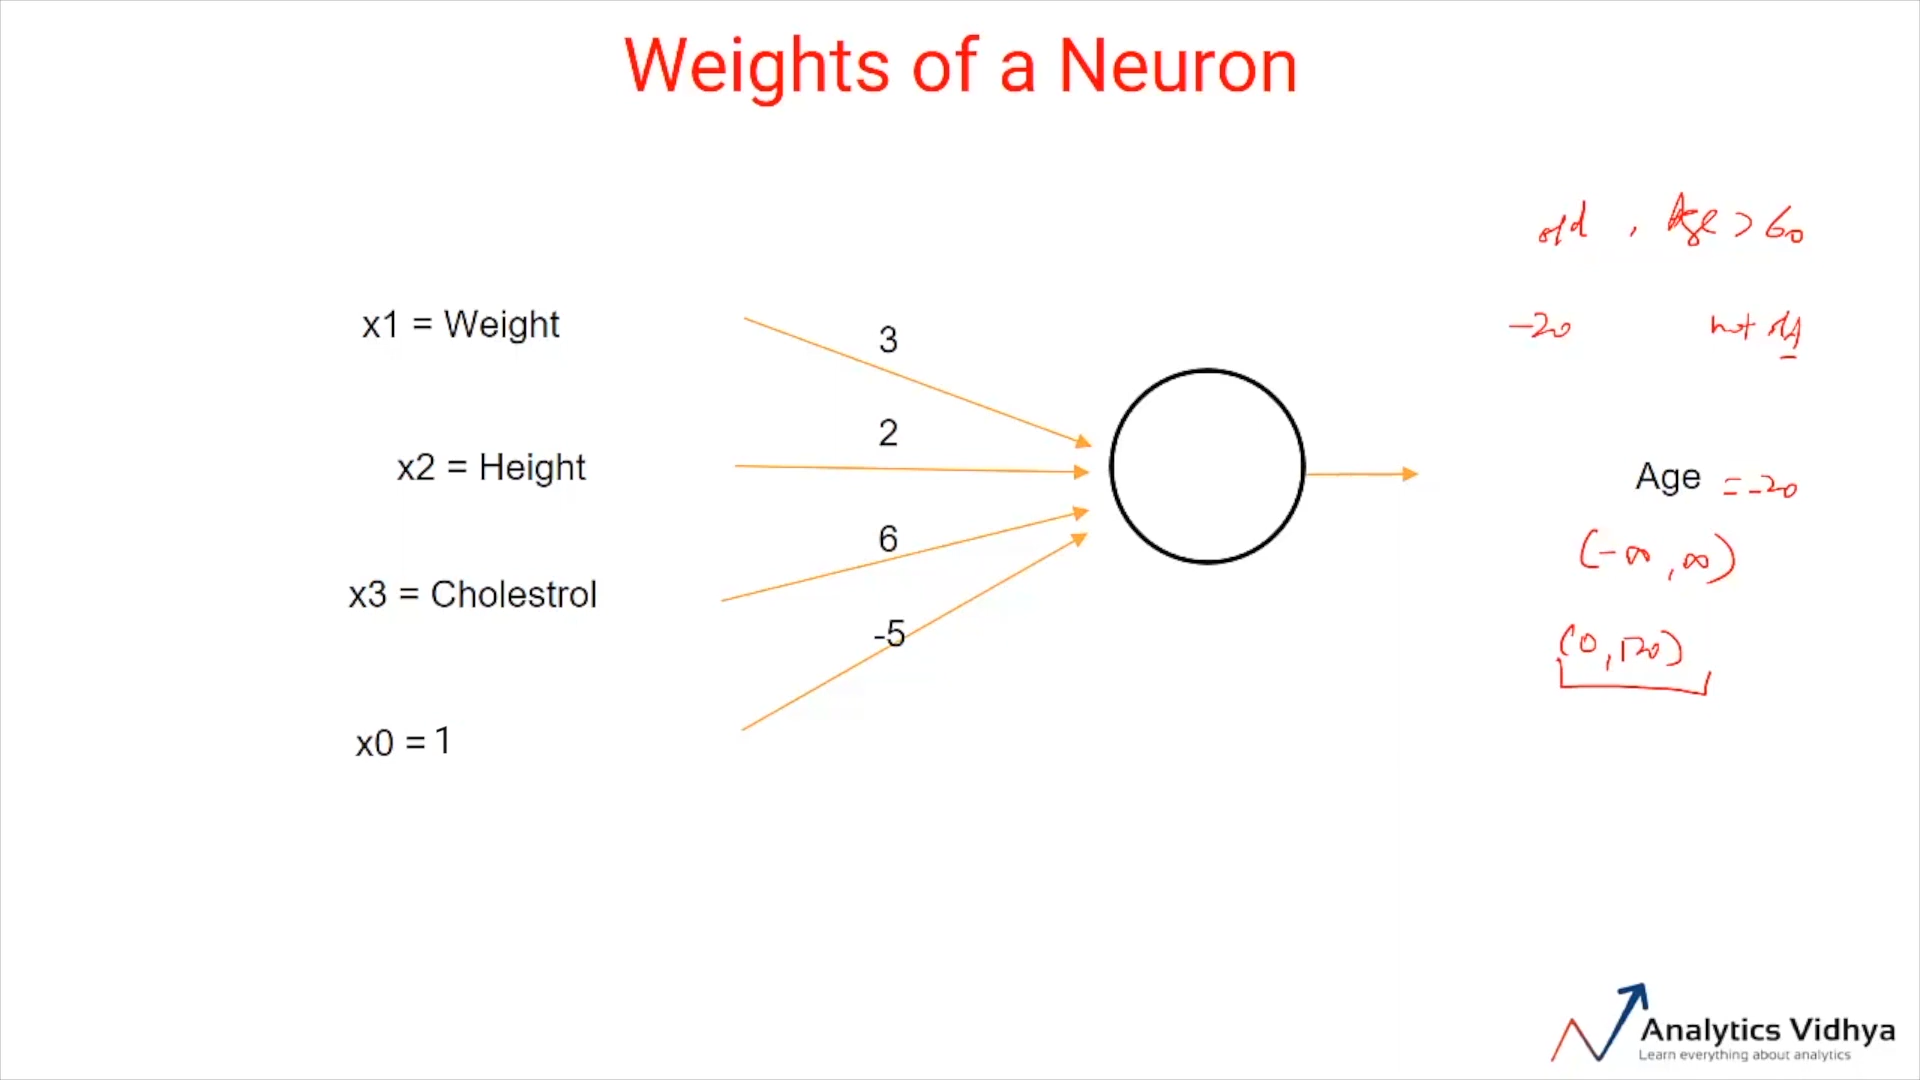 Weights of a Neuron
old , Age > 60
x1 = Weight
3
-20 not old
2
x2 = Height
Age = -20
6
(-∞, ∞)
x3 = Cholestrol
-5
(0, 120)
x0 = 1
Analytics Vidhya
Learn everything about analytics